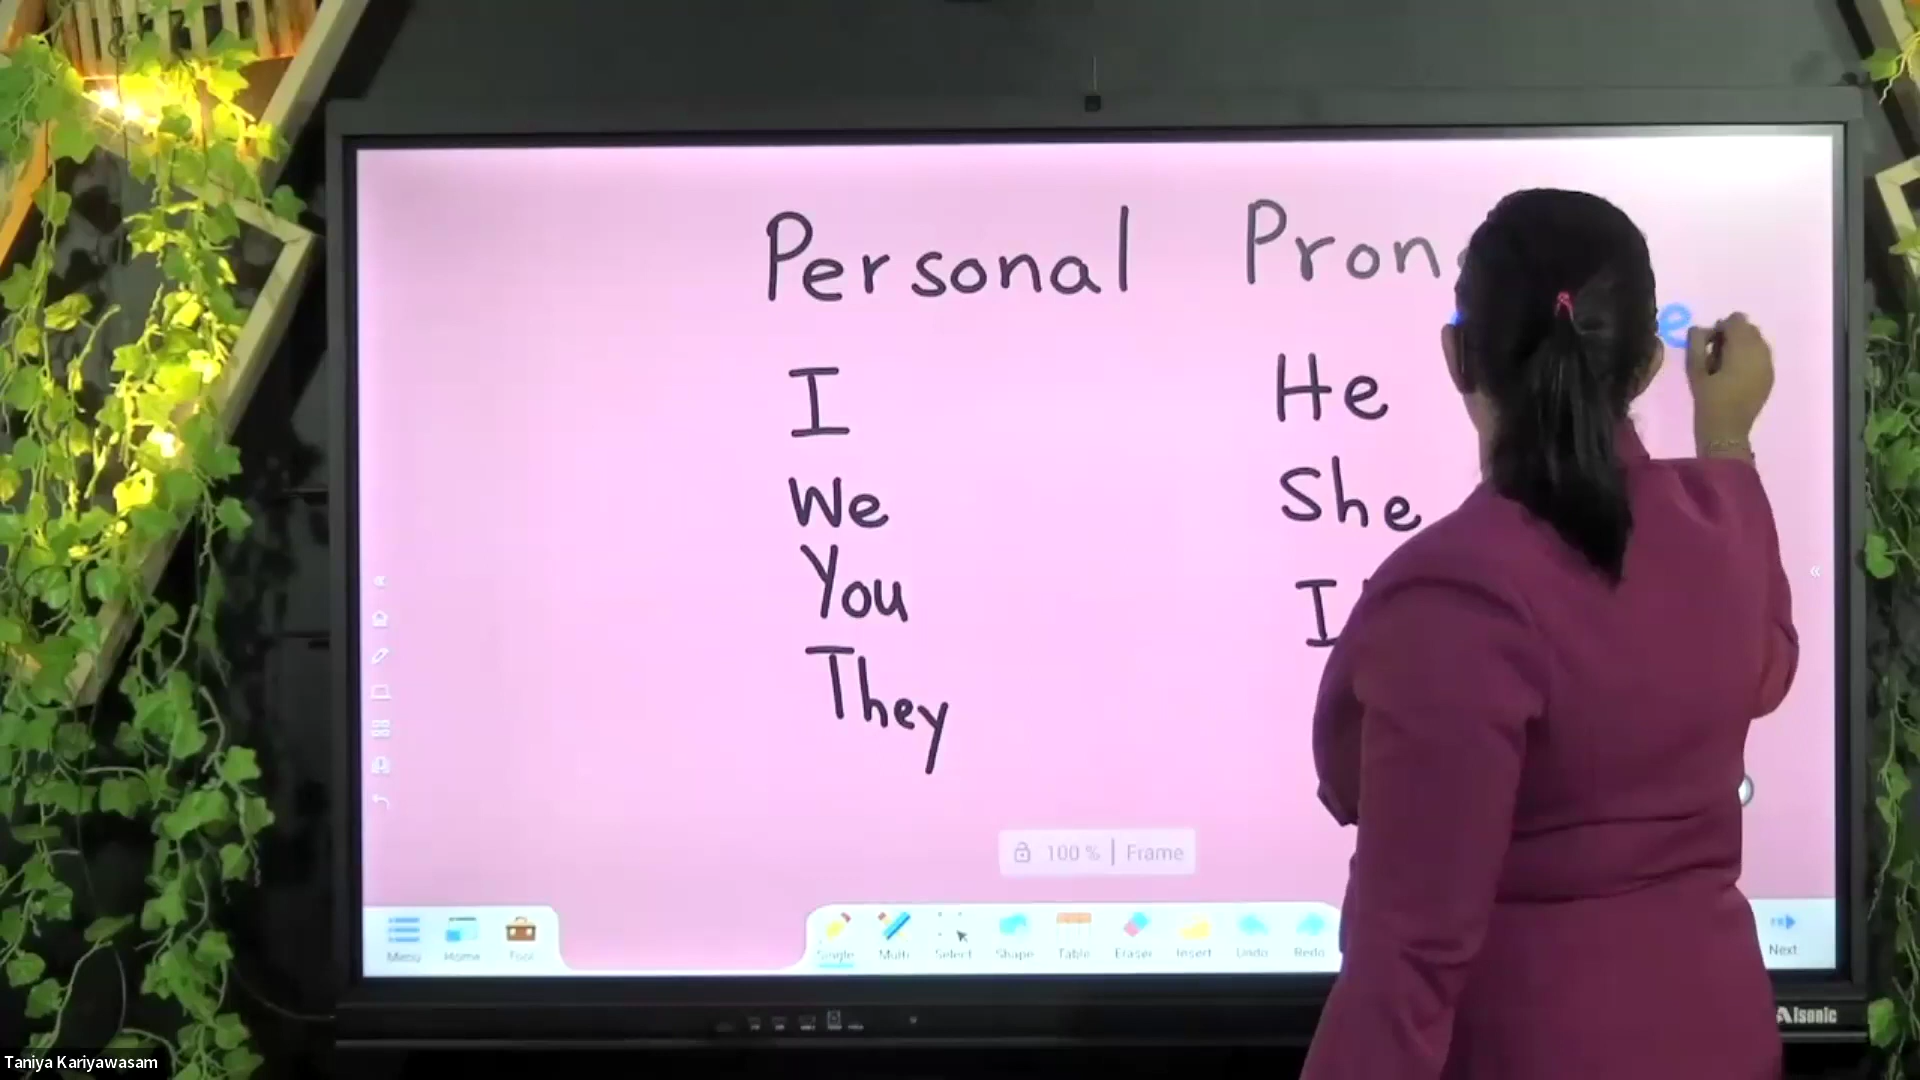 Personal
I
We
You
They
He
She
100 % | Frame
Menu Home Tool
Single Multi Select Shape Table Eraser Insert Undo Redo
Next
Alsonic
Taniya Kariyawasam